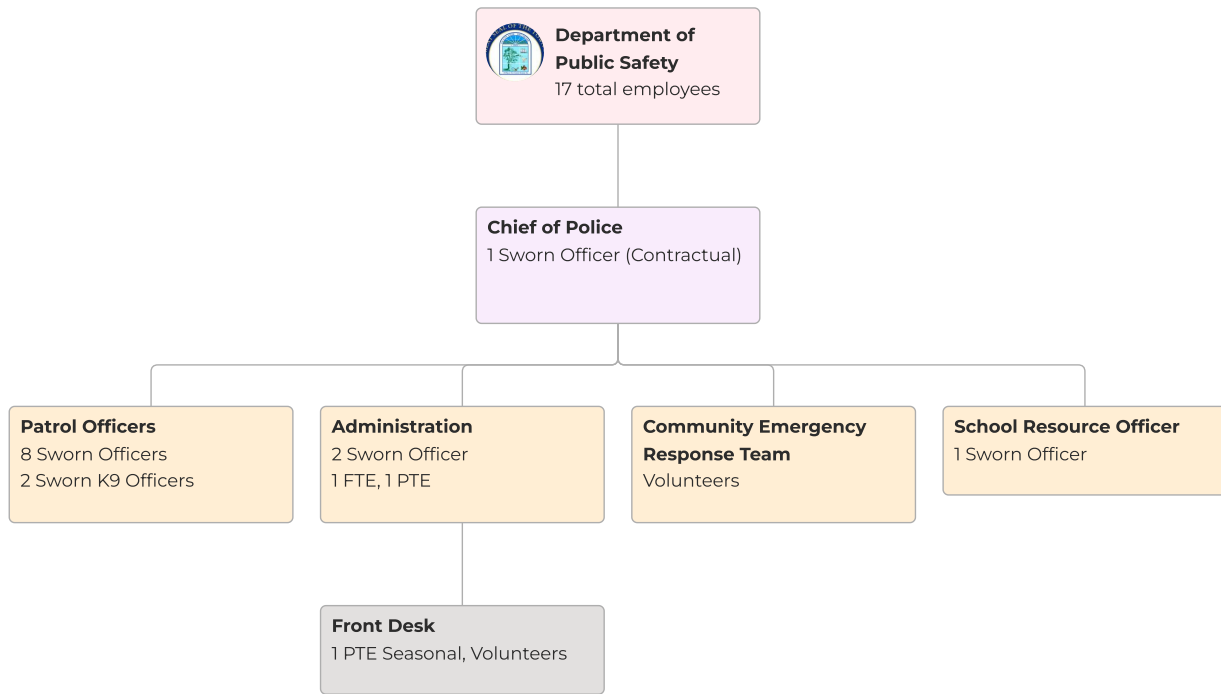 Department of
Public Safety
17 total employees
Chief of Police
1 Sworn Officer (Contractual)
Patrol Officers
8 Sworn Officers
2 Sworn K9 Officers
Administration
2 Sworn Officer
1 FTE, 1 PTE
Community Emergency
Response Team
Volunteers
School Resource Officer
1 Sworn Officer
Front Desk
1 PTE Seasonal, Volunteers